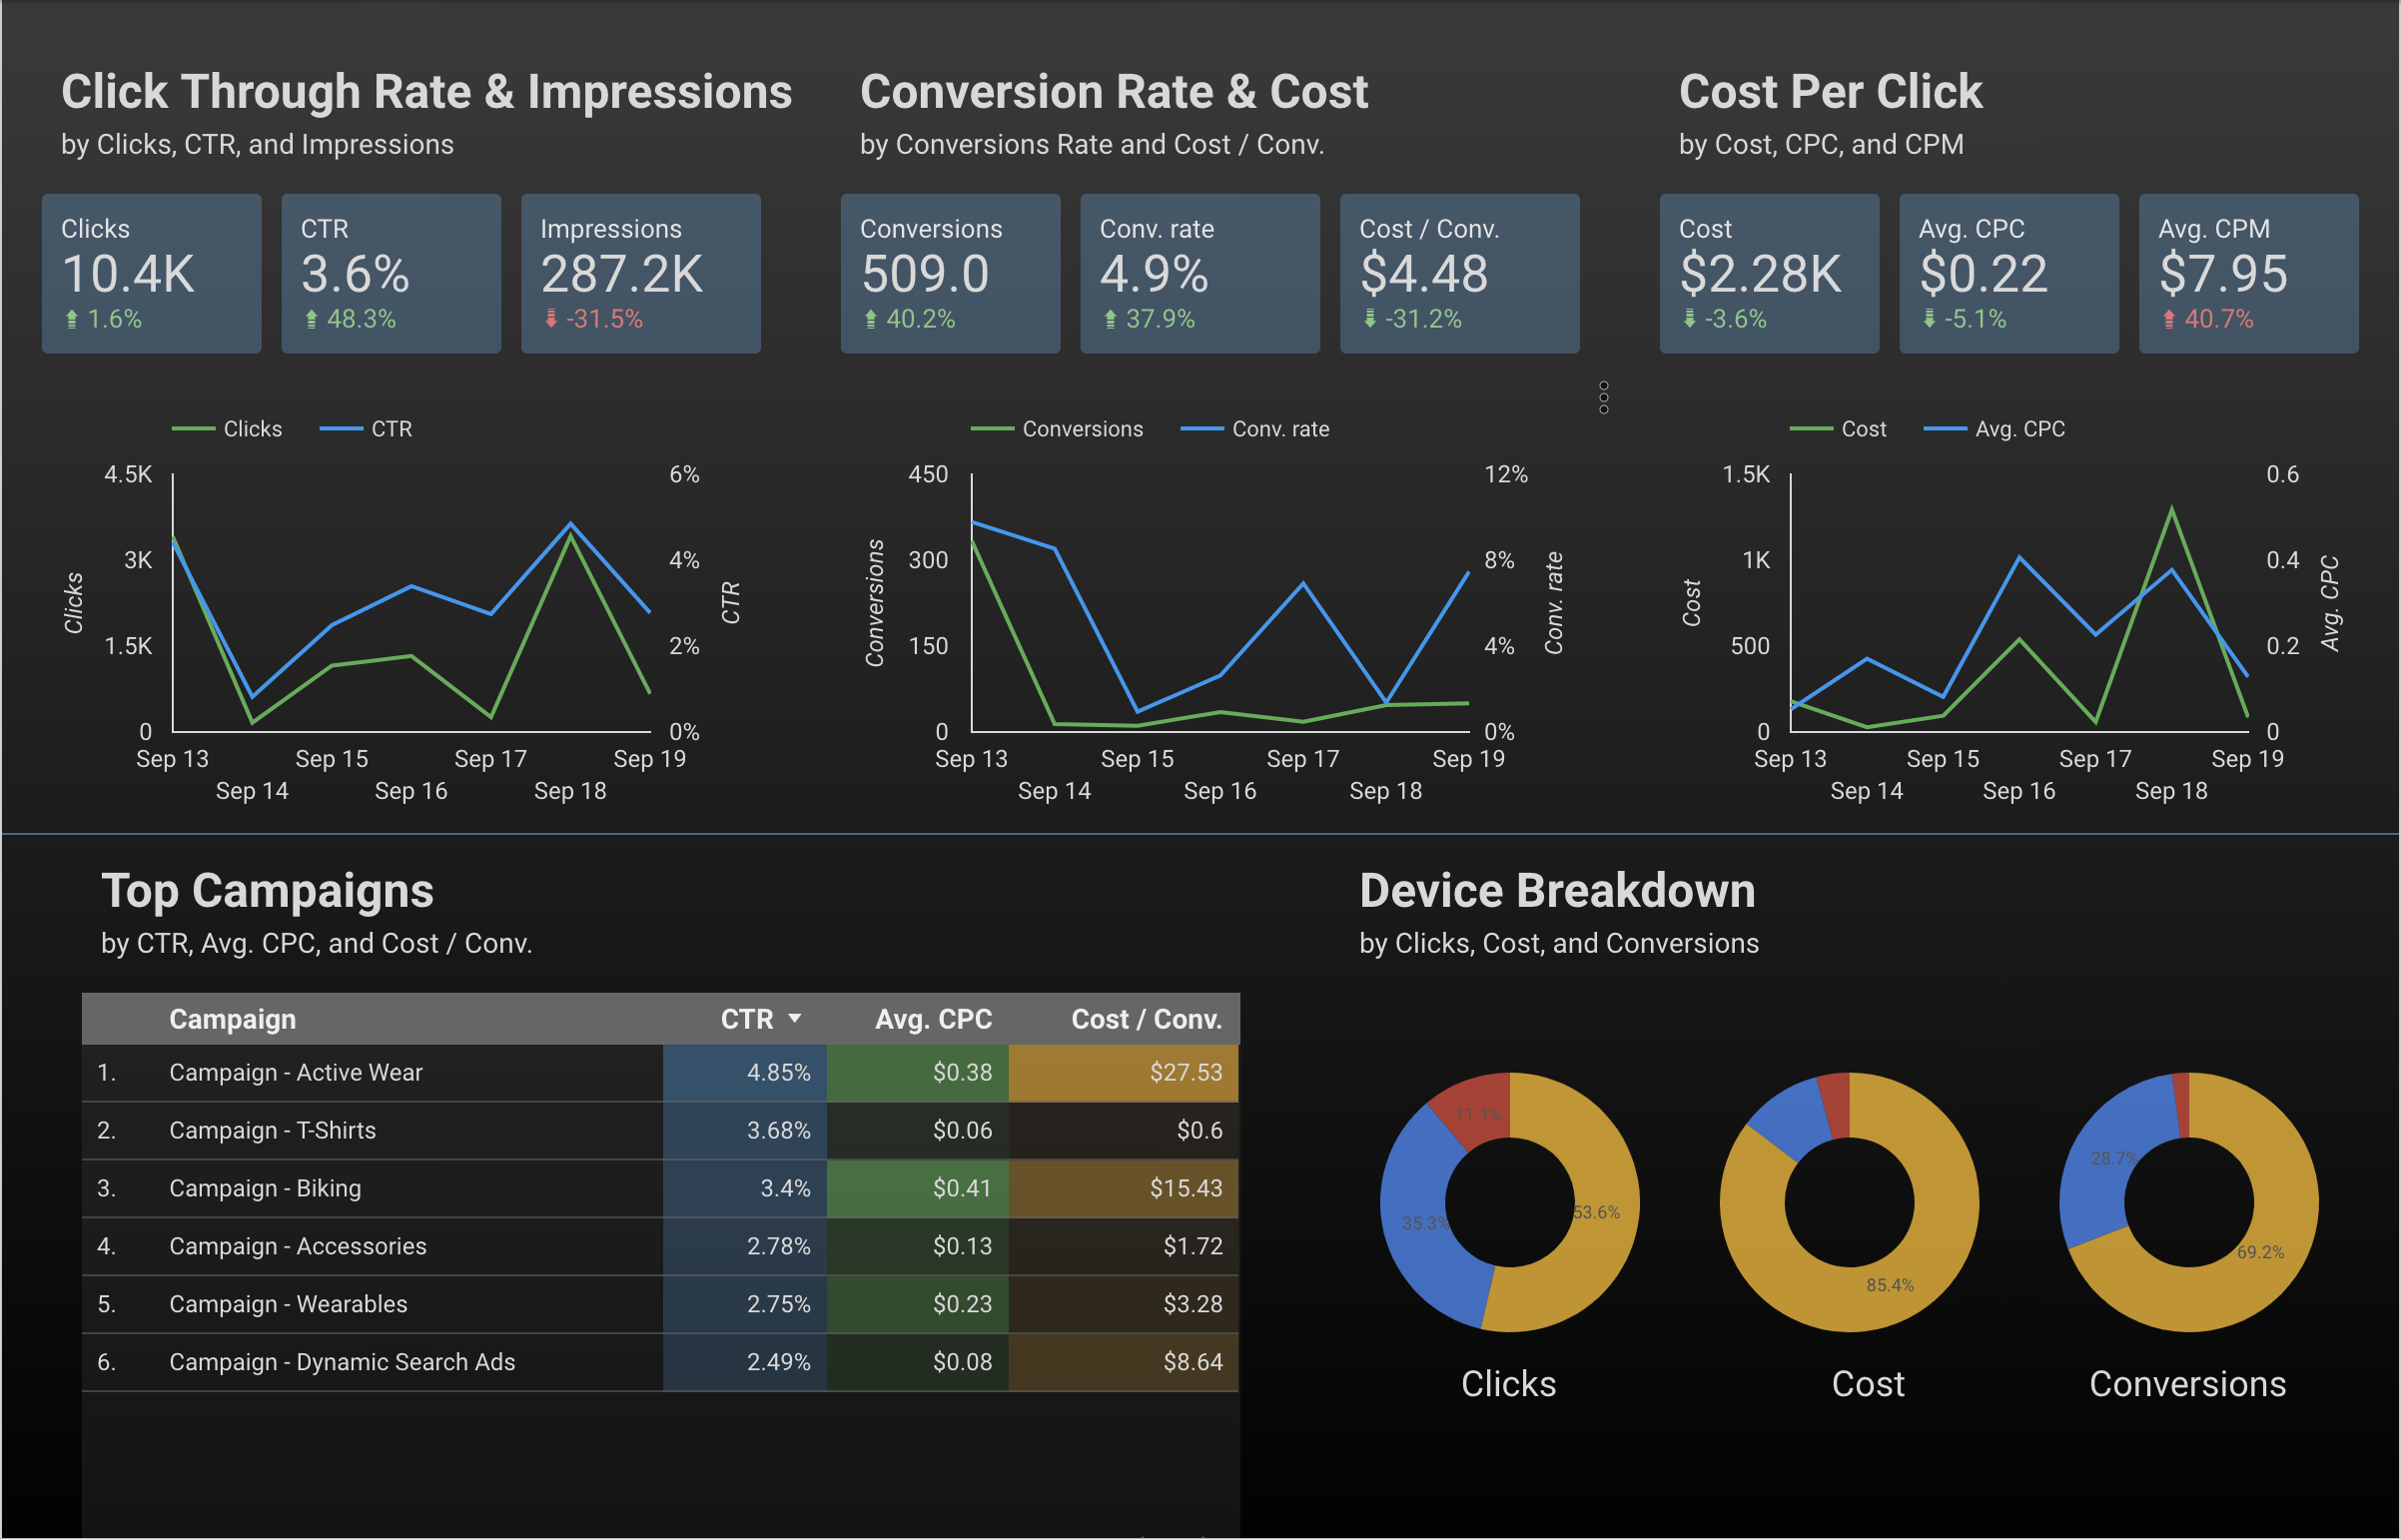 Click Through Rate & Impressions
by Clicks, CTR, and Impressions
Clicks
10.4K
1.6%
CTR
3.6%
48.3%
Impressions
287.2K
-31.5%
Clicks CTR
4.5K
3K
1.5K
0
Clicks
6%
4%
2%
0%
CTR
Sep 13
Sep 14
Sep 15
Sep 16
Sep 17
Sep 18
Sep 19
Conversion Rate & Cost
by Conversions Rate and Cost / Conv.
Conversions
509.0
40.2%
Conv. rate
4.9%
37.9%
Cost / Conv.
$4.48
-31.2%
Conversions Conv. rate
450
300
150
0
Conversions
12%
8%
4%
0%
Conv. rate
Sep 13
Sep 14
Sep 15
Sep 16
Sep 17
Sep 18
Sep 19
Cost Per Click
by Cost, CPC, and CPM
Cost
$2.28K
-3.6%
Avg. CPC
$0.22
-5.1%
Avg. CPM
$7.95
40.7%
Cost Avg. CPC
1.5K
1K
500
0
Cost
0.6
0.4
0.2
0
Avg. CPC
Sep 13
Sep 14
Sep 15
Sep 16
Sep 17
Sep 18
Sep 19
Top Campaigns
by CTR, Avg. CPC, and Cost / Conv.
Campaign CTR Avg. CPC Cost / Conv.
1. Campaign - Active Wear 4.85% $0.38 $27.53
2. Campaign - T-Shirts 3.68% $0.06 $0.6
3. Campaign - Biking 3.4% $0.41 $15.43
4. Campaign - Accessories 2.78% $0.13 $1.72
5. Campaign - Wearables 2.75% $0.23 $3.28
6. Campaign - Dynamic Search Ads 2.49% $0.08 $8.64
Device Breakdown
by Clicks, Cost, and Conversions
11.1%
35.3%
53.6%
Clicks
85.4%
Cost
28.7%
69.2%
Conversions